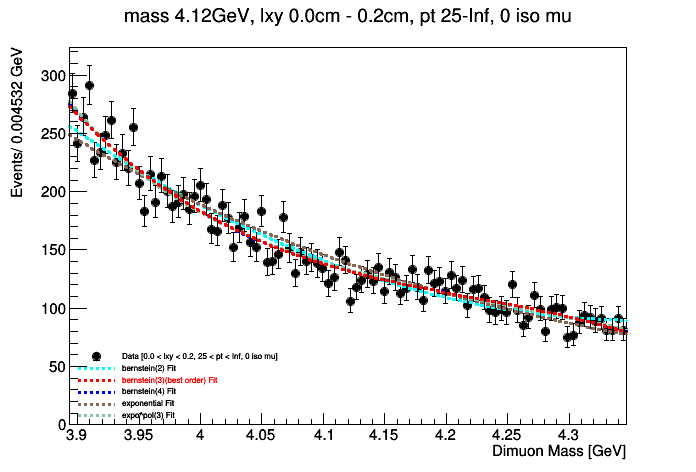 mass 4.12GeV, lxy 0.0cm - 0.2cm, pt 25-Inf, 0 iso mu
Events/ 0.004532 GeV
300
250
200
150
100
50
0
Data [0.0 < lxy < 0.2, 25 < pt < Inf, 0 iso mu]
bernstein(2) Fit
bernstein(3)(best order) Fit
bernstein(4) Fit
exponential Fit
expo*pol(3) Fit
3.9 3.95 4 4.05 4.1 4.15 4.2 4.25 4.3
Dimuon Mass [GeV]